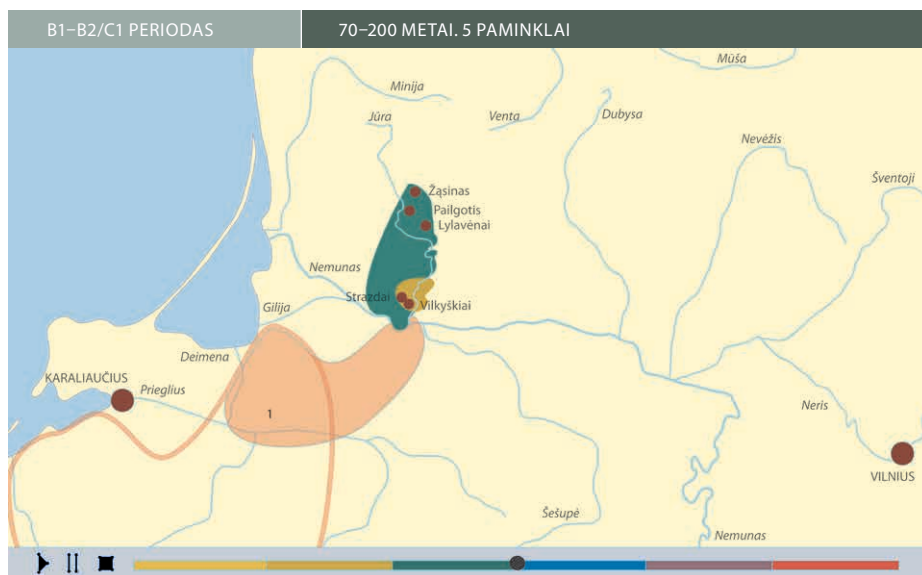 B1–B2/C1 PERIODAS
70–200 METAI. 5 PAMINKLAI
Mūša
Minija
Jūra
Venta
Dubysa
Nevėžis
Šventoji
Žąsinas
Pailgotis
Lylavėnai
Nemunas
Strazdai
Vilkyškiai
Gilija
Deimena
KARALIAUČIUS
Prieglius
1
Neris
VILNIUS
Šešupė
Nemunas